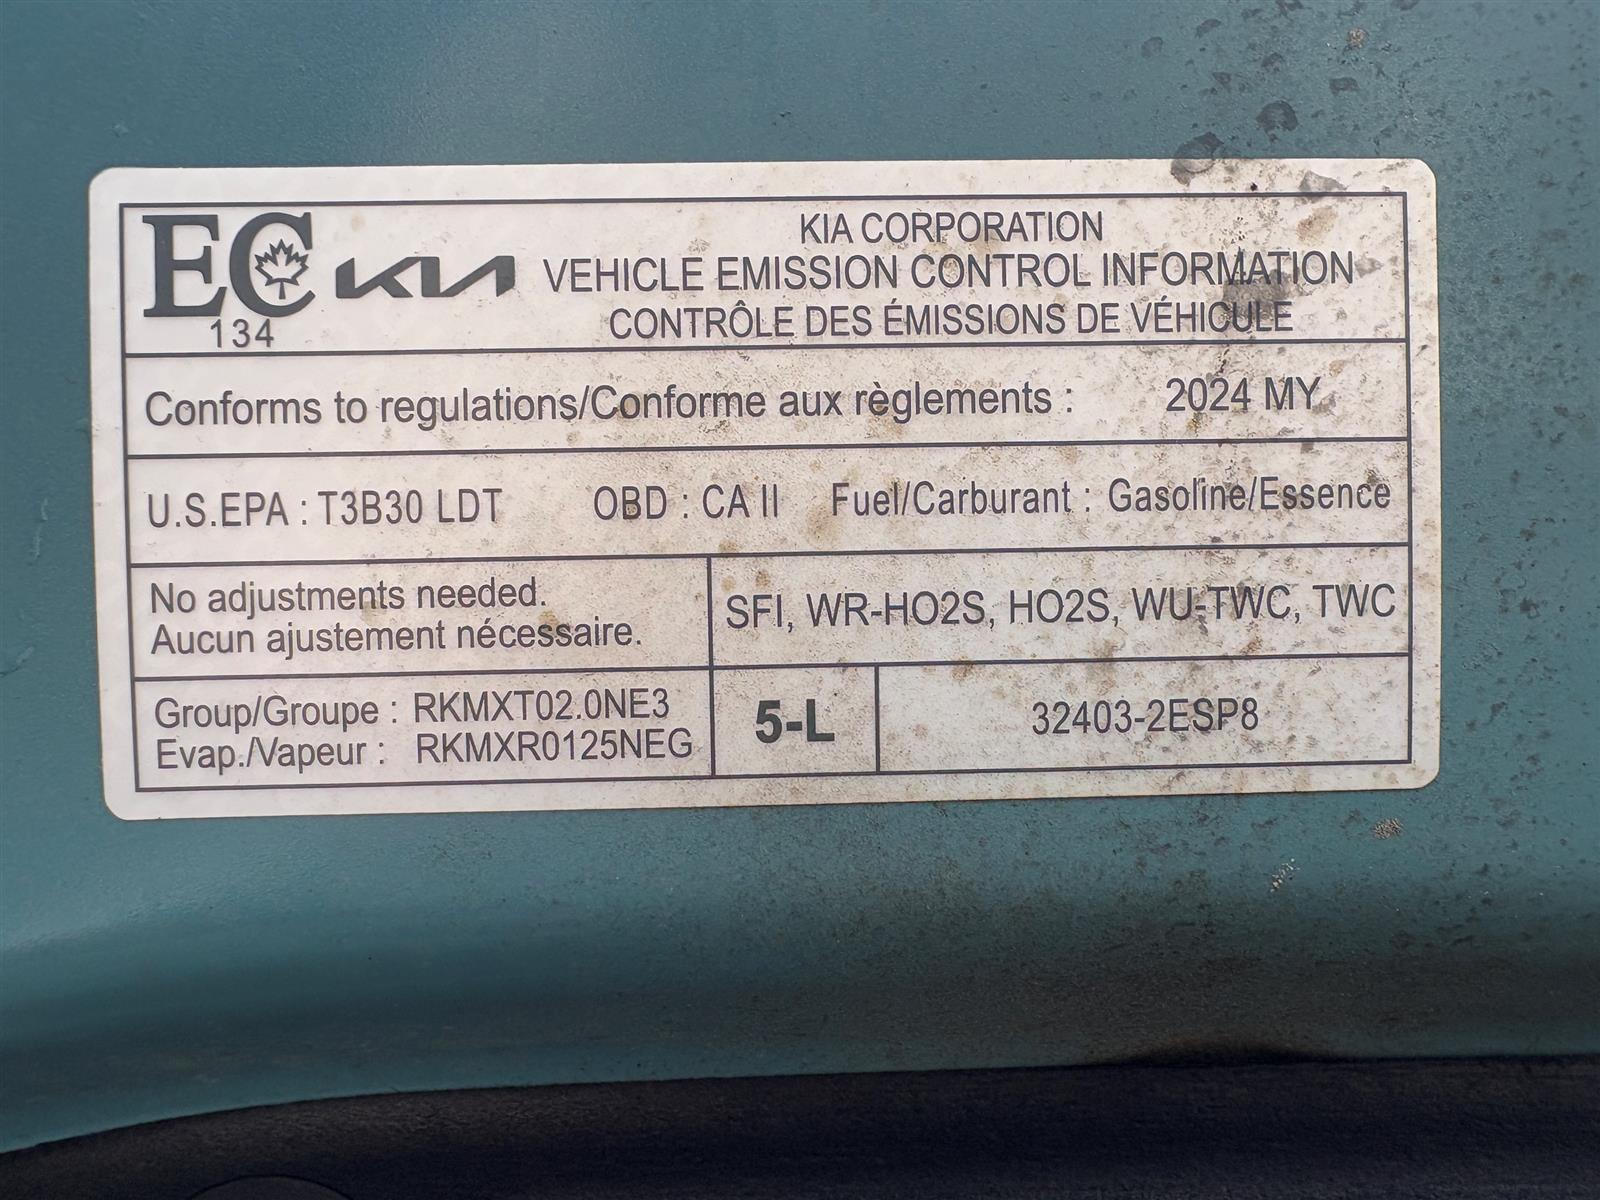 EC KIA
134
KIA CORPORATION
VEHICLE EMISSION CONTROL INFORMATION
CONTRÔLE DES ÉMISSIONS DE VÉHICULE
Conforms to regulations/Conforme aux règlements : 2024 MY
U.S.EPA : T3B30 LDT OBD : CA II Fuel/Carburant : Gasoline/Essence
No adjustments needed.
Aucun ajustement nécessaire.
SFI, WR-HO2S, HO2S, WU-TWC, TWC
Group/Groupe : RKMXT02.0NE3
Evap./Vapeur : RKMXR0125NEG
5-L
32403-2ESP8